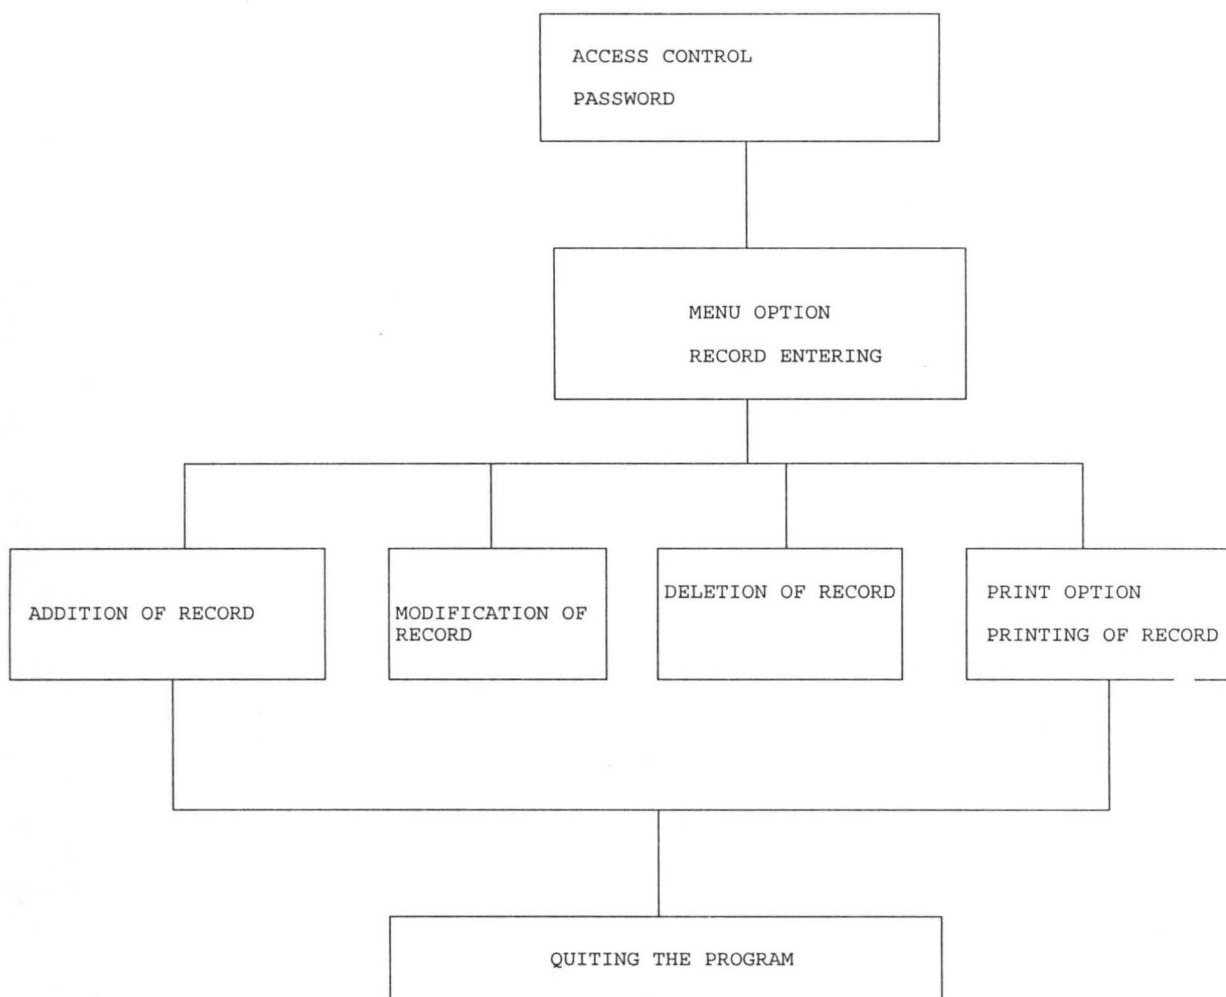 ACCESS CONTROL
PASSWORD
MENU OPTION
RECORD ENTERING
ADDITION OF RECORD
MODIFICATION OF
RECORD
DELETION OF RECORD
PRINT OPTION
PRINTING OF RECORD
QUITING THE PROGRAM